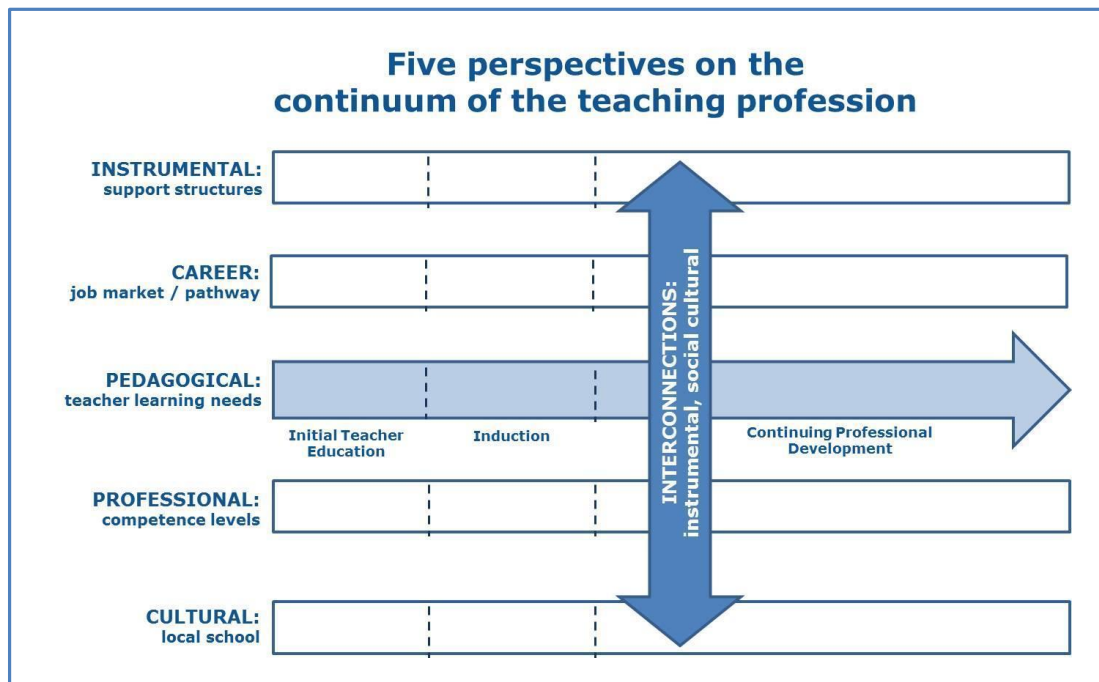 Five perspectives on the
continuum of the teaching profession
INSTRUMENTAL:
support structures
CAREER:
job market / pathway
PEDAGOGICAL:
teacher learning needs
Initial Teacher
Education
Induction
Continuing Professional
Development
INTERCONNECTIONS:
instrumental, social cultural
PROFESSIONAL:
competence levels
CULTURAL:
local school